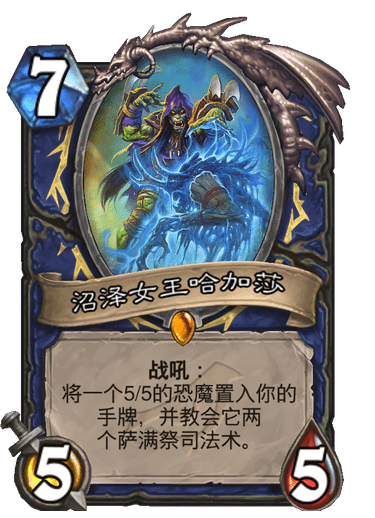 7
沼泽女王哈加莎
战吼：
将一个5/5的恐魔置入你的
手牌，并教会它两
个萨满祭司法术。
5
5